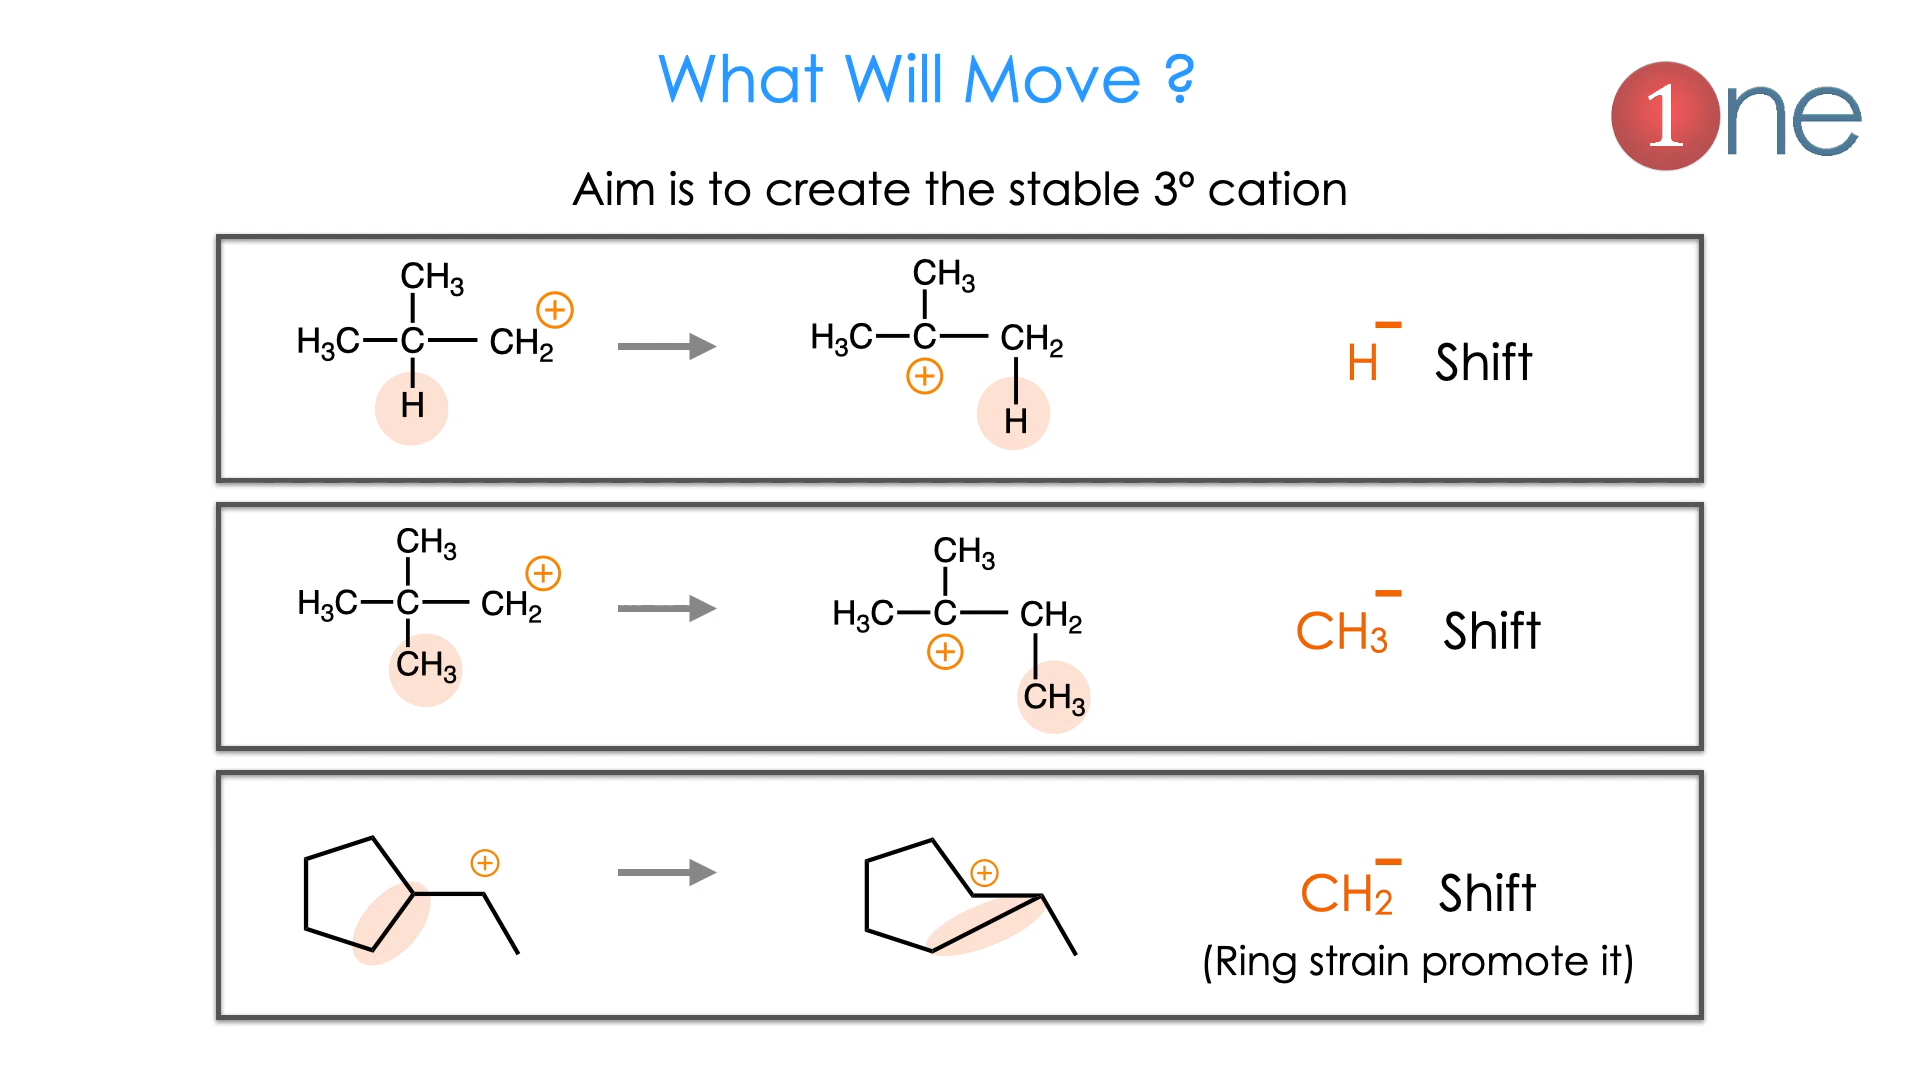 What Will Move ?
1ne
Aim is to create the stable 3º cation
CH₃
H₃C—C—CH₂ ⊕
H
CH₃
H₃C—C—CH₂
⊕
H
H⁻ Shift
CH₃
H₃C—C—CH₂ ⊕
CH₃
CH₃
H₃C—C—CH₂
⊕
CH₃
CH₃⁻ Shift
⊕
⊕
CH₂⁻ Shift
(Ring strain promote it)